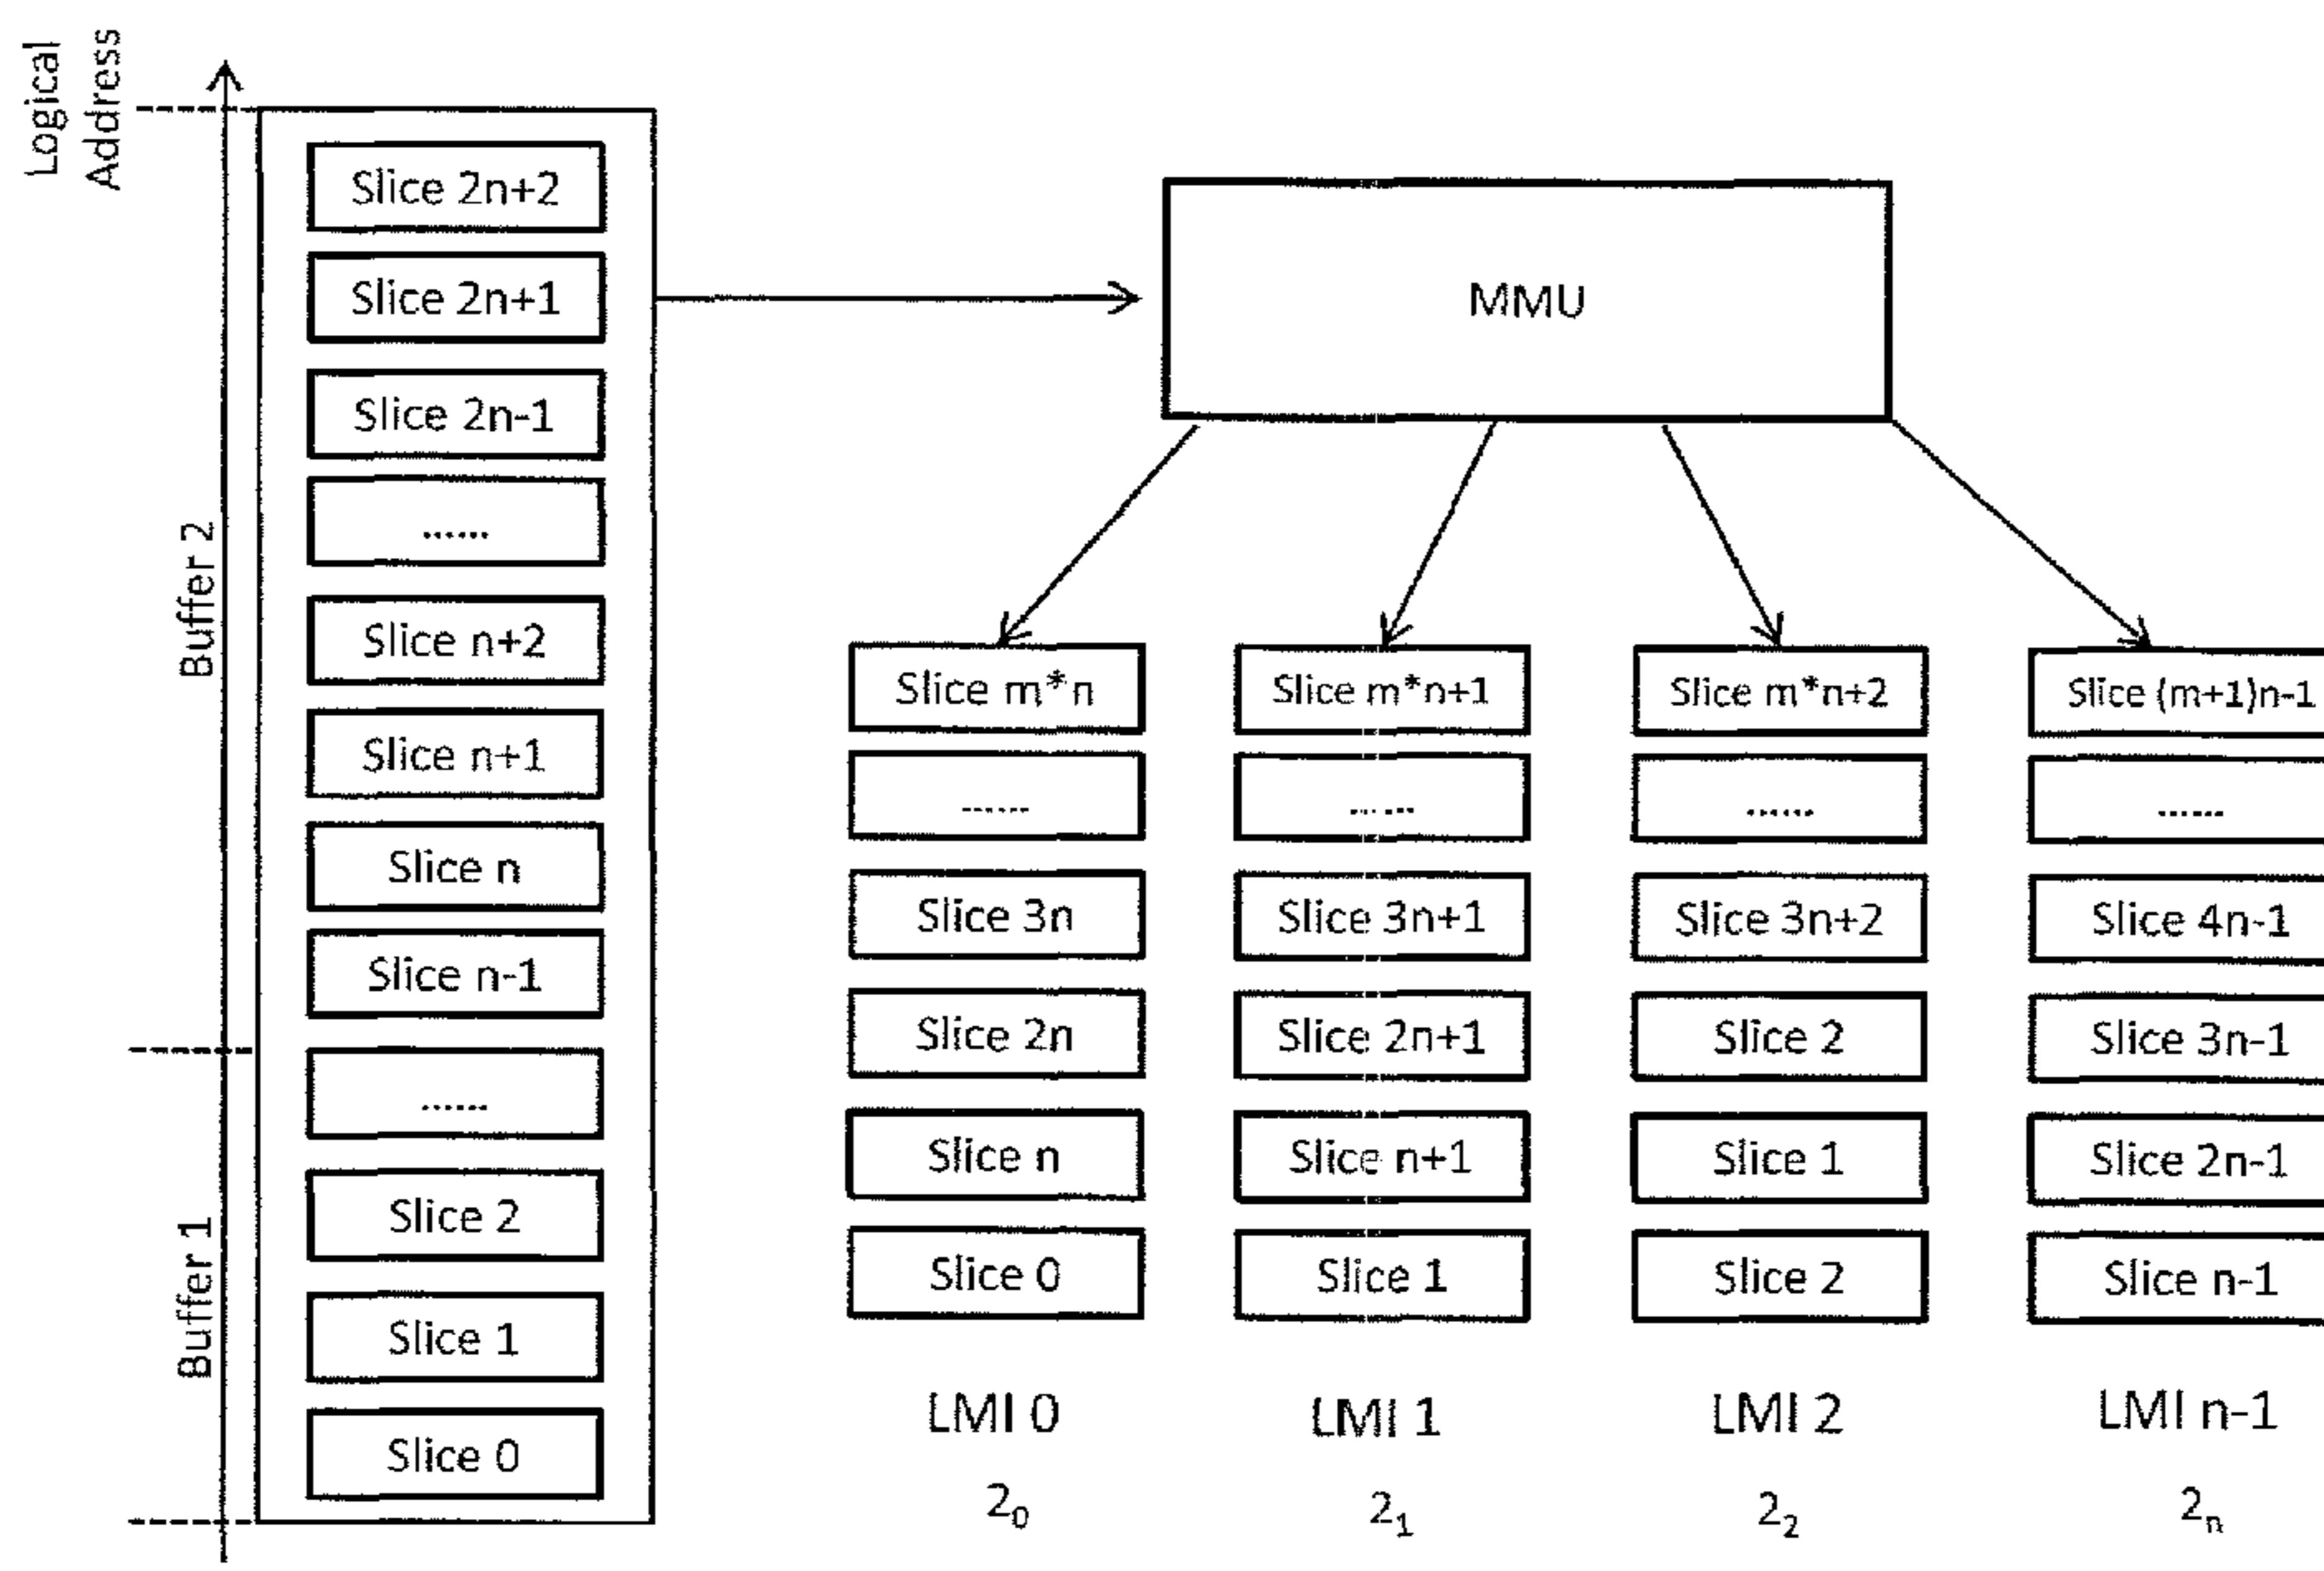 Logical
Address
Buffer 2
Buffer 1
Slice 2n+2
Slice 2n+1
Slice 2n-1
......
Slice n+2
Slice n+1
Slice n
Slice n-1
......
Slice 2
Slice 1
Slice 0
MMU
Slice m*n
......
Slice 3n
Slice 2n
Slice n
Slice 0
LMI 0
2₀
Slice m*n+1
......
Slice 3n+1
Slice 2n+1
Slice n+1
Slice 1
LMI 1
2₁
Slice m*n+2
......
Slice 3n+2
Slice 2
Slice 1
Slice 2
LMI 2
2₂
Slice (m+1)n-1
......
Slice 4n-1
Slice 3n-1
Slice 2n-1
Slice n-1
LMI n-1
2ₙ